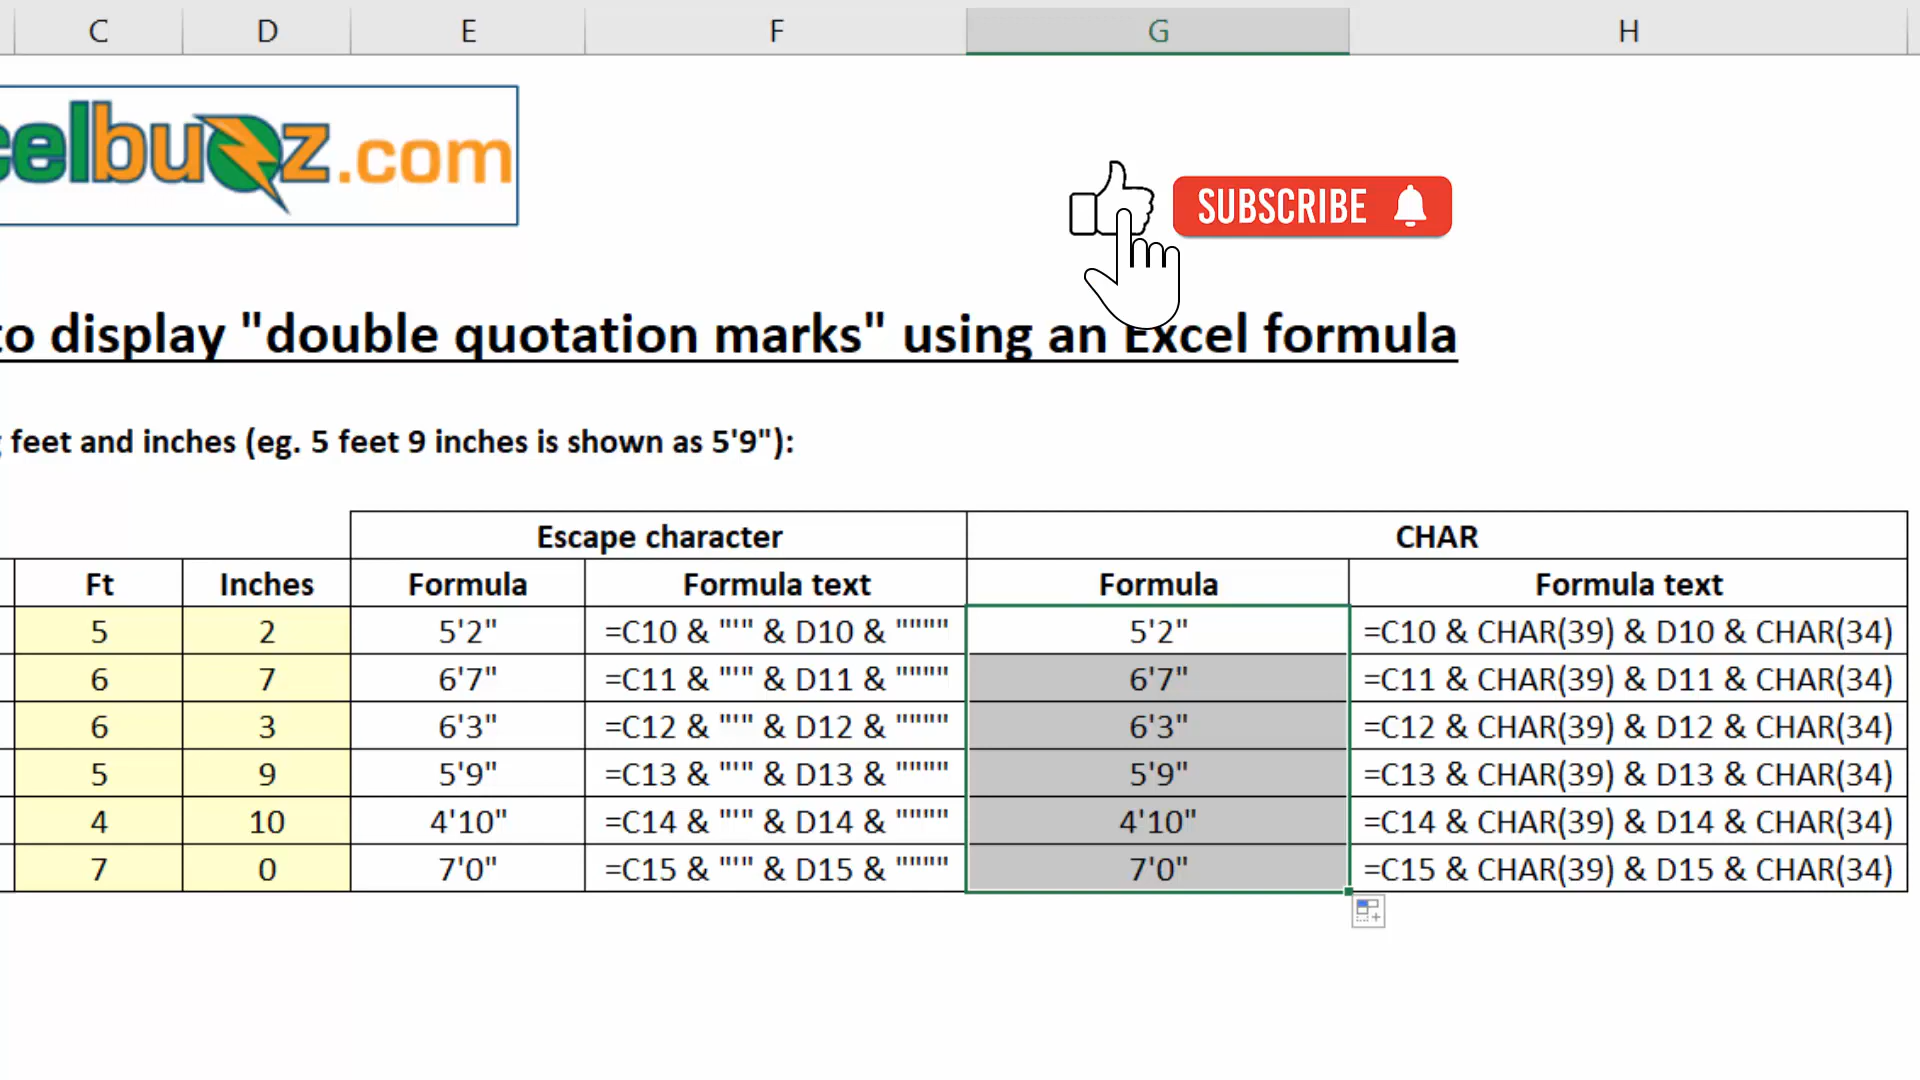 C D E F G H
celbuzz.com
SUBSCRIBE
to display "double quotation marks" using an Excel formula
feet and inches (eg. 5 feet 9 inches is shown as 5'9"):
Escape character CHAR
Ft Inches Formula Formula text Formula Formula text
5 2 5'2" =C10 & "'" & D10 & """" 5'2" =C10 & CHAR(39) & D10 & CHAR(34)
6 7 6'7" =C11 & "'" & D11 & """" 6'7" =C11 & CHAR(39) & D11 & CHAR(34)
6 3 6'3" =C12 & "'" & D12 & """" 6'3" =C12 & CHAR(39) & D12 & CHAR(34)
5 9 5'9" =C13 & "'" & D13 & """" 5'9" =C13 & CHAR(39) & D13 & CHAR(34)
4 10 4'10" =C14 & "'" & D14 & """" 4'10" =C14 & CHAR(39) & D14 & CHAR(34)
7 0 7'0" =C15 & "'" & D15 & """" 7'0" =C15 & CHAR(39) & D15 & CHAR(34)